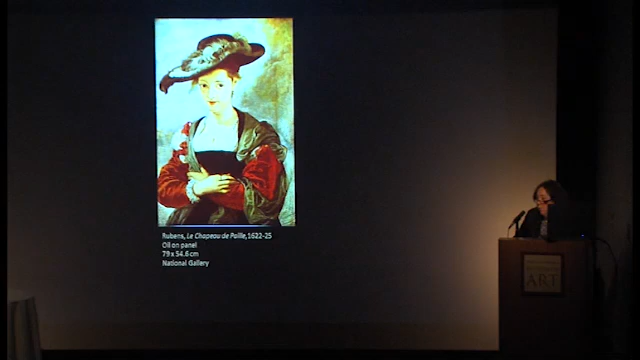 Rubens, Le Chapeau de Paille, 1622-25
Oil on panel
79 x 54.6 cm
National Gallery
ART